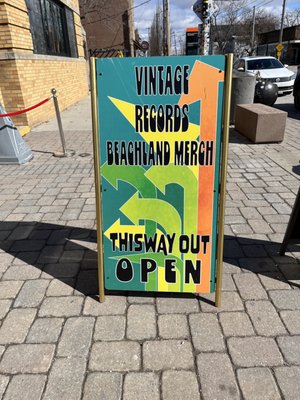 VINTAGE
RECORDS
BEACHLAND MERCH
THISWAY OUT
OPEN